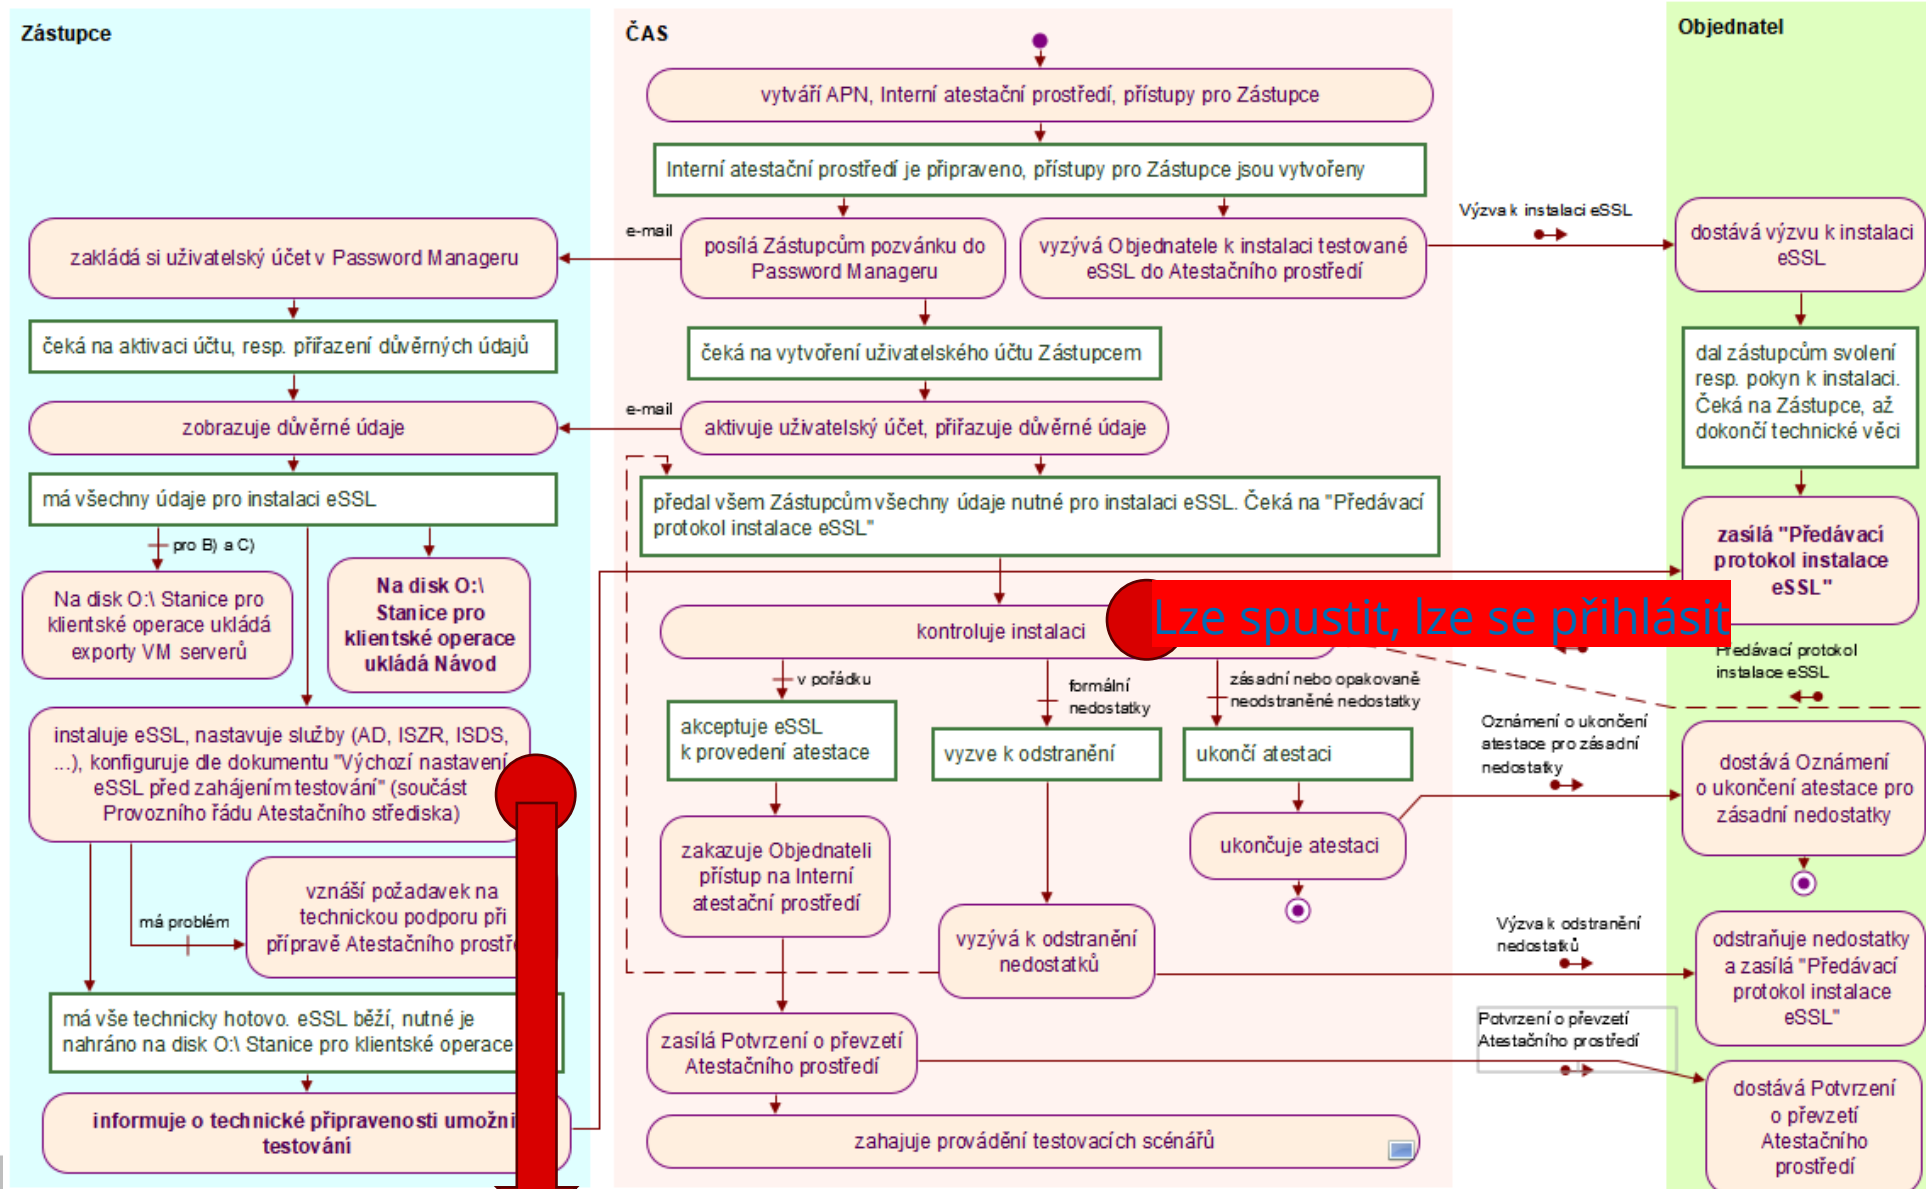 Zástupce
zakládá si uživatelský účet v Password Manageru
čeká na aktivaci účtu, resp. přiřazení důvěrných údajů
zobrazuje důvěrné údaje
má všechny údaje pro instalaci eSSL
pro B) a C)
Na disk O:\ Stanice pro
klientské operace ukládá
exporty VM serverů
Na disk O:\
Stanice pro
klientské operace
ukládá Návod
instaluje eSSL, nastavuje služby (AD, ISZR, ISDS,
...), konfiguruje dle dokumentu "Výchozí nastavení
eSSL před zahájením testování" (součást
Provozního řádu Atestačního střediska)
má problém
vznáší požadavek na
technickou podporu při
přípravě Atestačního
má vše technicky hotovo. eSSL běží, nutné je
nahráno na disk O:\ Stanice pro klientské operace
informuje o technické připravenosti
testování
ČAS
vytváří APN, Interní atestační prostředí, přístupy pro Zástupce
Interní atestační prostředí je připraveno, přístupy pro Zástupce jsou vytvořeny
e-mail
posílá Zástupcům pozvánku do
Password Manageru
vyzývá Objednatele k instalaci testované
eSSL do Atestačního prostředí
čeká na vytvoření uživatelského účtu Zástupcem
e-mail
aktivuje uživatelský účet, přiřazuje důvěrné údaje
předal všem Zástupcům všechny údaje nutné pro instalaci eSSL. Čeká na "Předávací
protokol instalace eSSL"
kontroluje instalaci
Lze spustit, lze se přihlásit
v pořádku
formální
nedostatky
zásadní nebo opakovaně
neodstraněné nedostatky
akceptuje eSSL
k provedení atestace
vyzve k odstranění
ukončí atestaci
zakazuje Objednateli
přístup na Interní
atestační prostředí
ukončuje atestaci
vyzývá k odstranění
nedostatků
zasílá Potvrzení o převzetí
Atestačního prostředí
zahajuje provádění testovacích scénářů
Výzva k instalaci eSSL
Předávací protokol
instalace eSSL
Oznámení o ukončení
atestace pro zásadní
nedostatky
Výzva k odstranění
nedostatků
Potvrzení o převzetí
Atestačního prostředí
Objednatel
dostává výzvu k instalaci
eSSL
dal zástupcům svolení
resp. pokyn k instalaci.
Čeká na Zástupce, až
dokončí technické věci
zasílá "Předávací
protokol instalace
eSSL"
dostává Oznámení
o ukončení atestace pro
zásadní nedostatky
odstraňuje nedostatky
a zasílá "Předávací
protokol instalace
eSSL"
dostává Potvrzení
o převzetí
Atestačního
prostředí